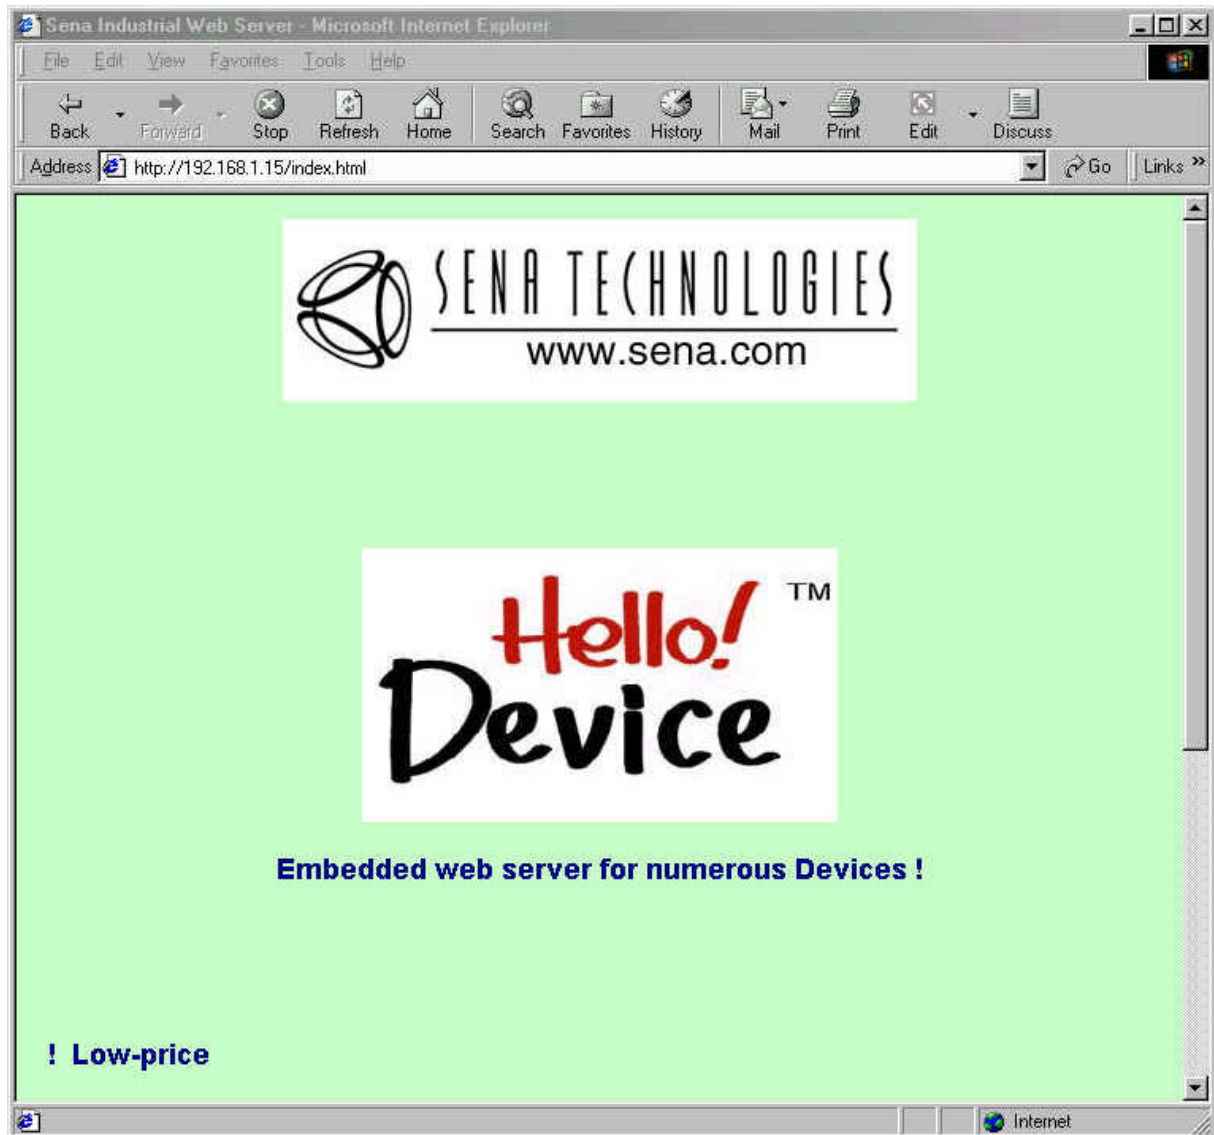 Sena Industrial Web Server - Microsoft Internet Explorer
File Edit View Favorites Tools Help
Back Forward Stop Refresh Home Search Favorites History Mail Print Edit Discuss
Address http://192.168.1.15/index.html Go Links »
SENA TECHNOLOGIES
www.sena.com
Hello! TM
Device
Embedded web server for numerous Devices !
! Low-price
Internet